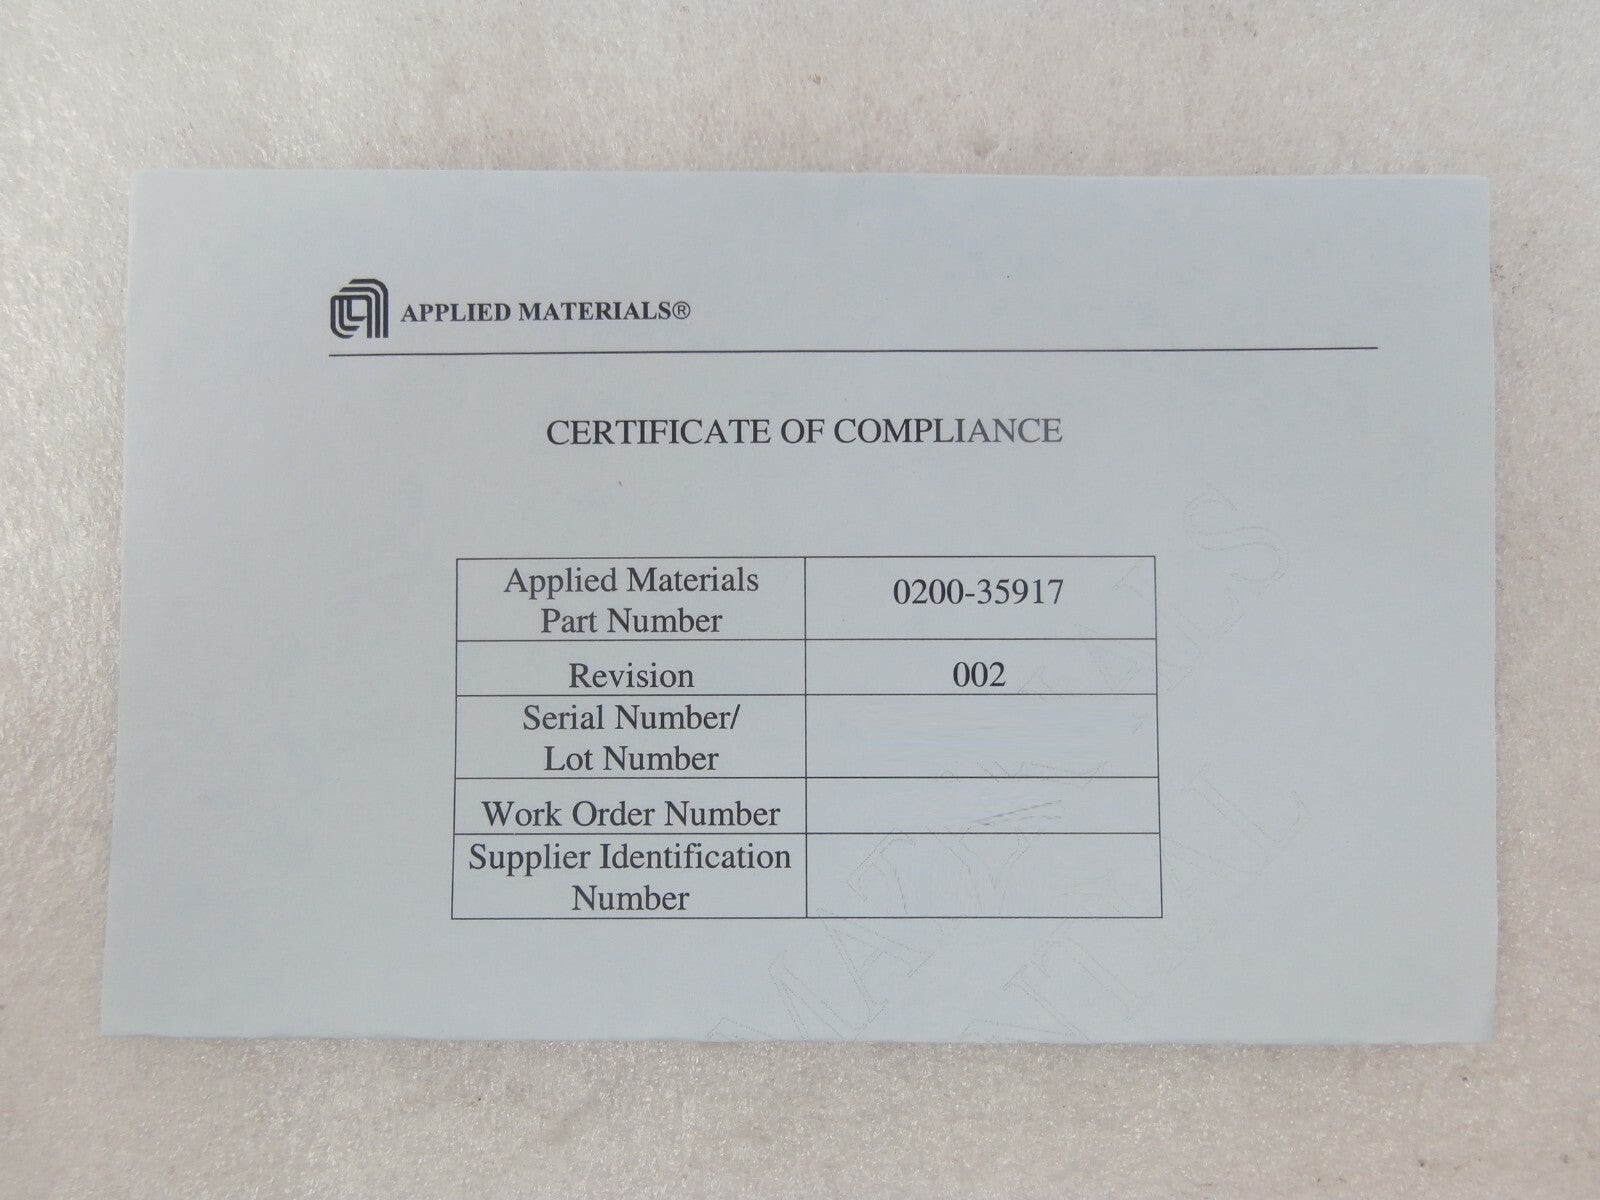 APPLIED MATERIALS®
CERTIFICATE OF COMPLIANCE
Applied Materials
Part Number
0200-35917
Revision
002
Serial Number/
Lot Number
Work Order Number
Supplier Identification
Number
MATERIALS